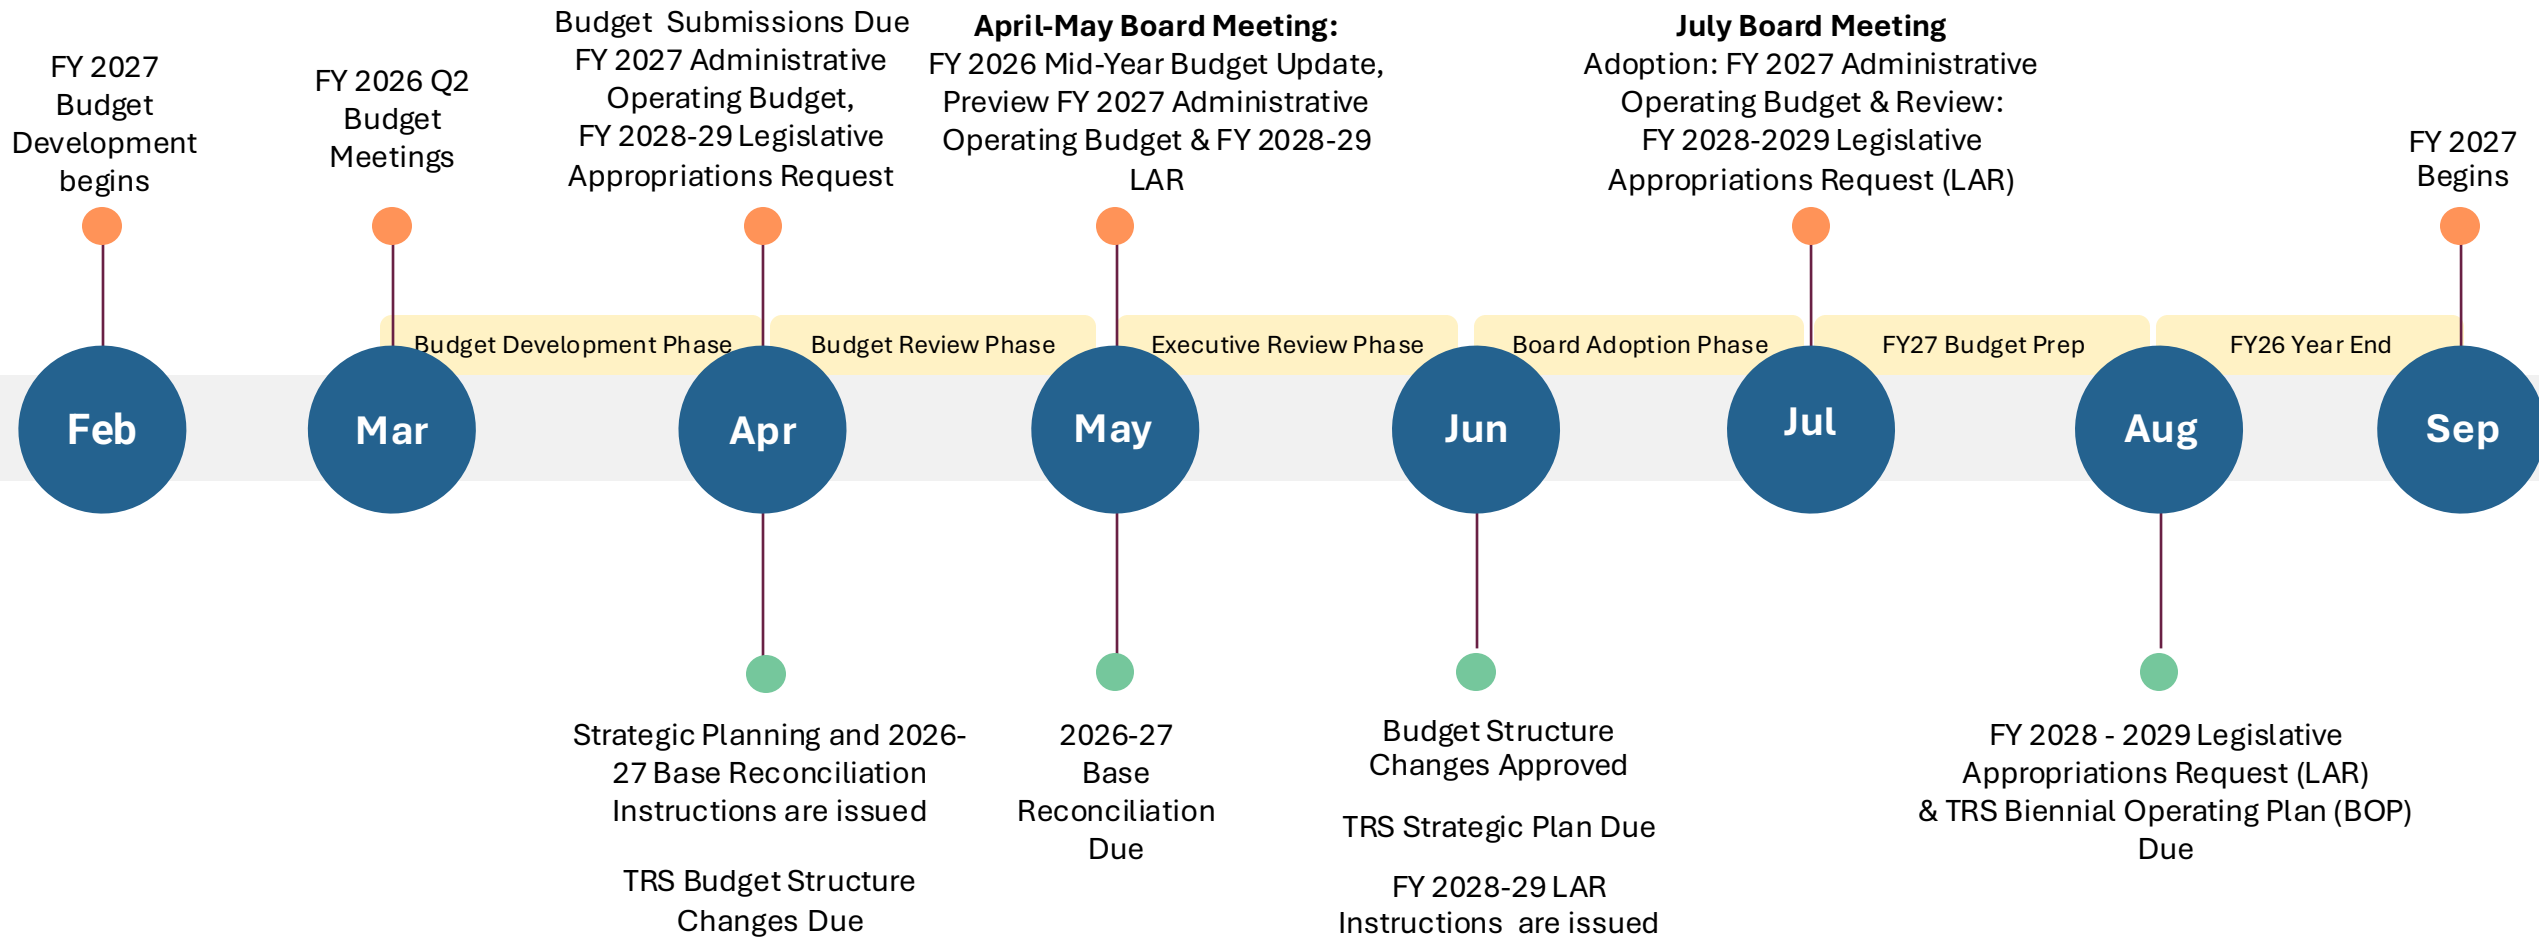 FY 2027
Budget
Development
begins
FY 2026 Q2
Budget
Meetings
Budget Submissions Due
FY 2027 Administrative
Operating Budget,
FY 2028-29 Legislative
Appropriations Request
April-May Board Meeting:
FY 2026 Mid-Year Budget Update,
Preview FY 2027 Administrative
Operating Budget & FY 2028-29
LAR
July Board Meeting
Adoption: FY 2027 Administrative
Operating Budget & Review:
FY 2028-2029 Legislative
Appropriations Request (LAR)
FY 2027
Begins
Budget Development Phase
Budget Review Phase
Executive Review Phase
Board Adoption Phase
FY27 Budget Prep
FY26 Year End
Feb
Mar
Apr
May
Jun
Jul
Aug
Sep
Strategic Planning and 2026-
27 Base Reconciliation
Instructions are issued
TRS Budget Structure
Changes Due
2026-27
Base
Reconciliation
Due
Budget Structure
Changes Approved
TRS Strategic Plan Due
FY 2028-29 LAR
Instructions are issued
FY 2028 - 2029 Legislative
Appropriations Request (LAR)
& TRS Biennial Operating Plan (BOP)
Due